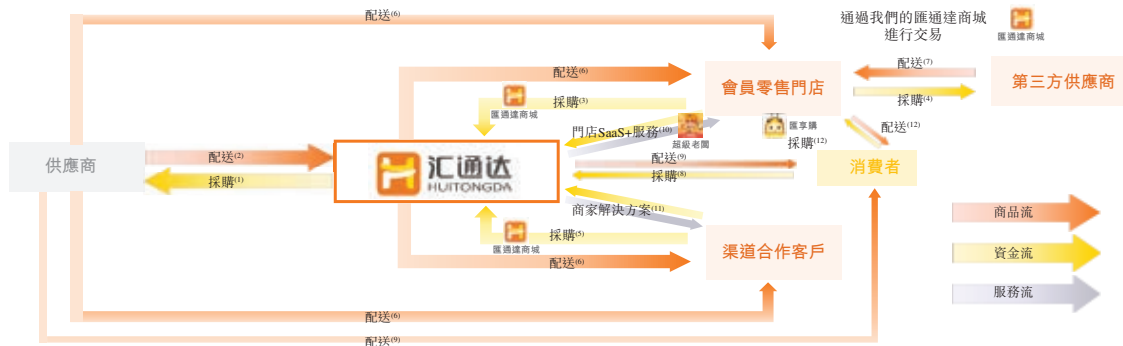 配送(6)
通過我們的匯通達商城
進行交易
匯通達商城
配送(6)
會員零售門店
配送(7)
第三方供應商
採購(4)
匯通達商城
採購(3)
門店SaaS+服務(10)
超級老闆
匯享購
採購(12)
配送(12)
供應商
配送(2)
採購(1)
汇通达
HUITONGDA
配送(9)
採購(8)
消費者
商家解決方案(11)
匯通達商城
採購(5)
配送(6)
渠道合作客戶
商品流
資金流
服務流
配送(6)
配送(9)